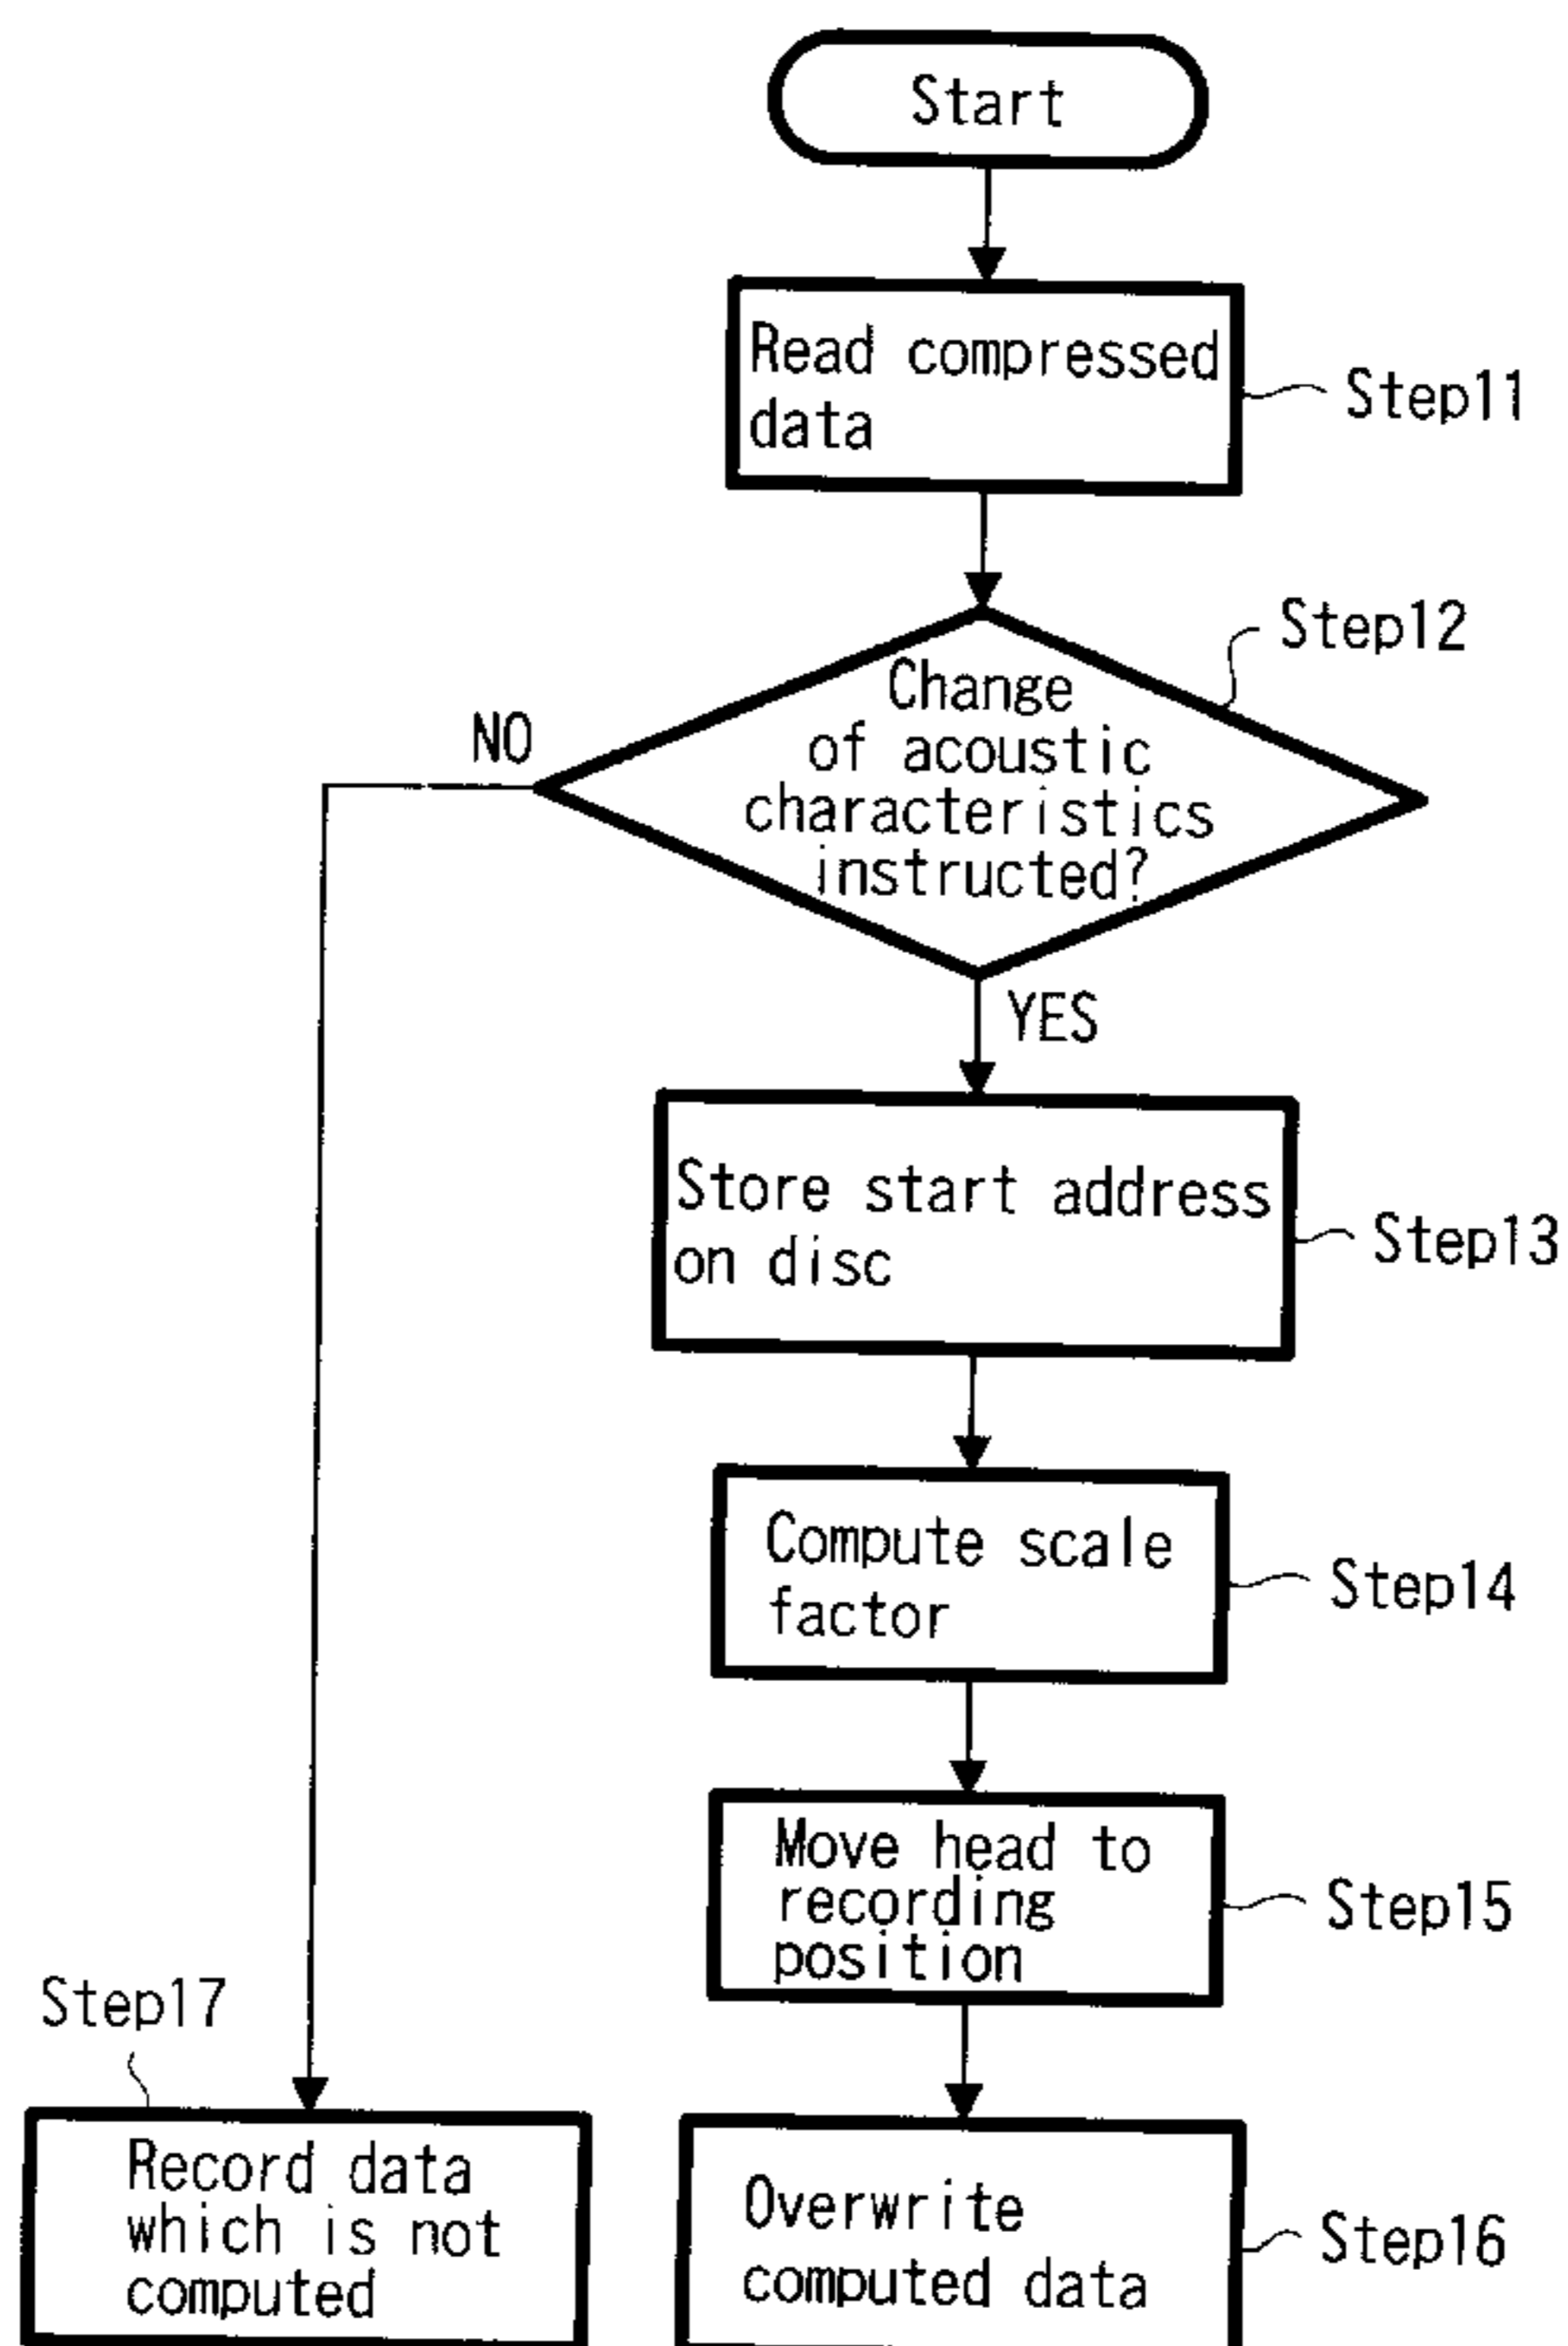 Start
Read compressed
data
Step11
Step12
Change
of acoustic
characteristics
instructed?
NO
YES
Store start address
on disc
Step13
Compute scale
factor
Step14
Move head to
recording
position
Step15
Step17
Record data
which is not
computed
Overwrite
computed data
Step16